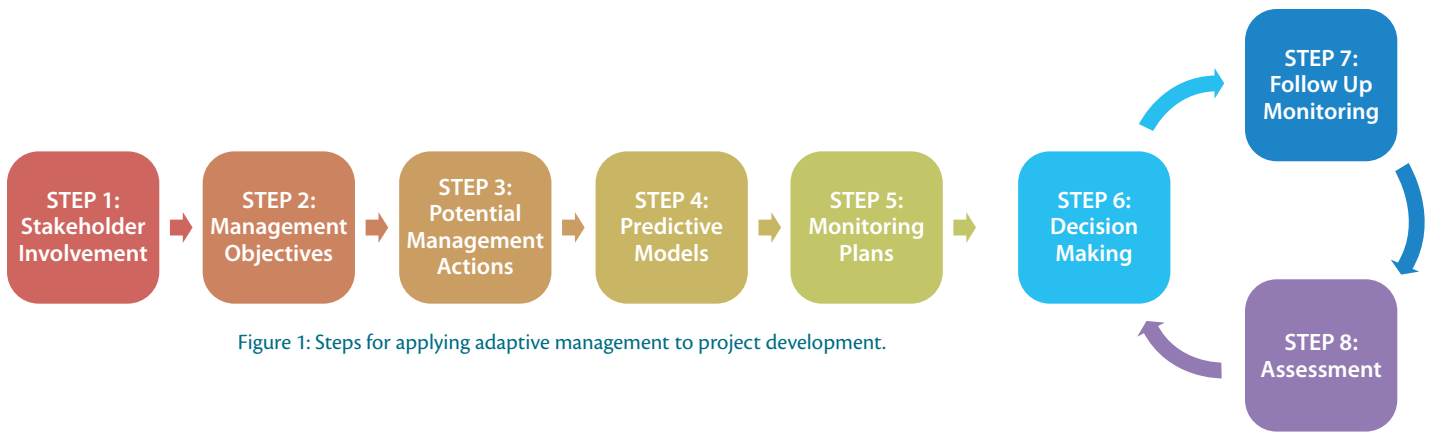 STEP 1:
Stakeholder
Involvement
STEP 2:
Management
Objectives
STEP 3:
Potential
Management
Actions
STEP 4:
Predictive
Models
STEP 5:
Monitoring
Plans
STEP 6:
Decision
Making
STEP 7:
Follow Up
Monitoring
STEP 8:
Assessment
Figure 1: Steps for applying adaptive management to project development.